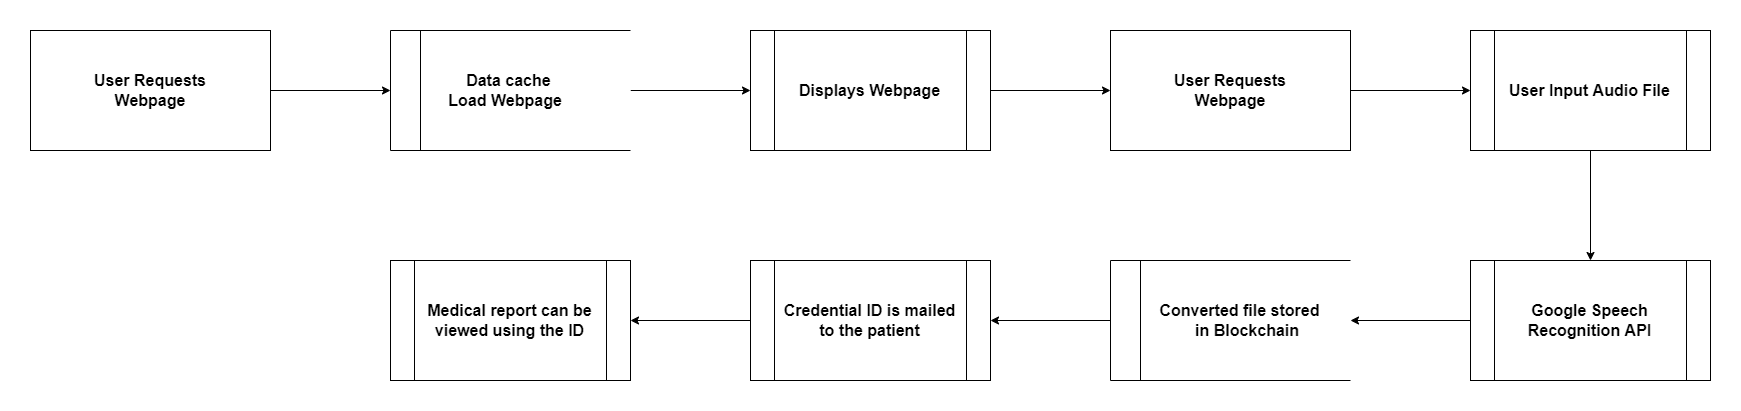 User Requests
Webpage
Data cache
Load Webpage
Displays Webpage
User Requests
Webpage
User Input Audio File
Google Speech
Recognition API
Converted file stored
in Blockchain
Credential ID is mailed
to the patient
Medical report can be
viewed using the ID